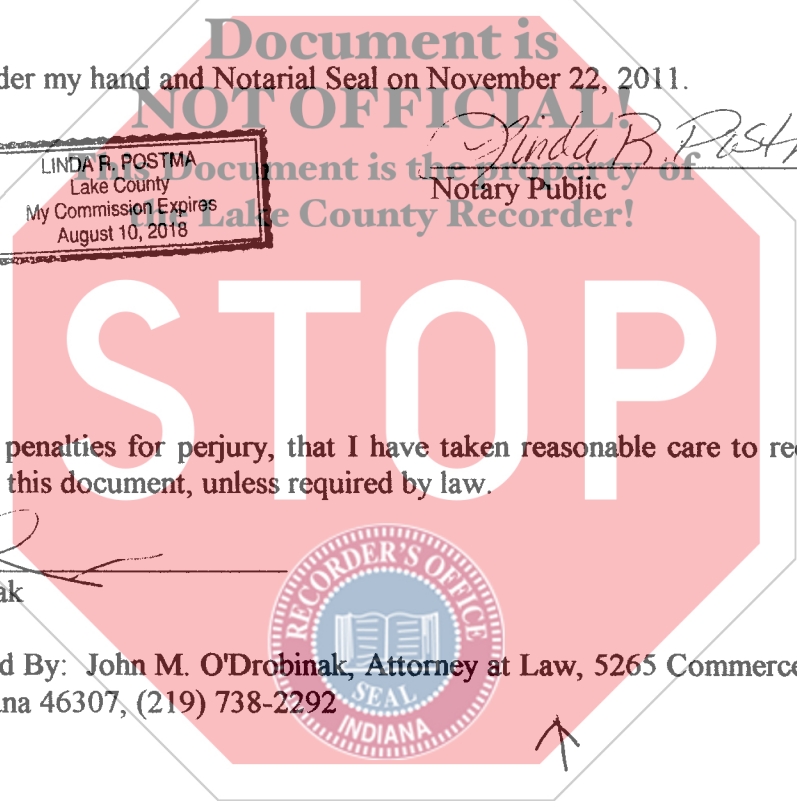 Document is
der my hand and Notarial Seal on November 22, 2011.
NOT OFFICIAL!
Linda R. Post
LINDA R. POSTMA
This Document is the property of
Lake County
Notary Public
My Commission Expires
the Lake County Recorder!
August 10, 2018
STOP
penalties for perjury, that I have taken reasonable care to re
this document, unless required by law.
ak
RECORDER'S OFFICE
d By: John M. O'Drobinak, Attorney at Law, 5265 Commerce
SEAL
na 46307, (219) 738-2292
INDIANA